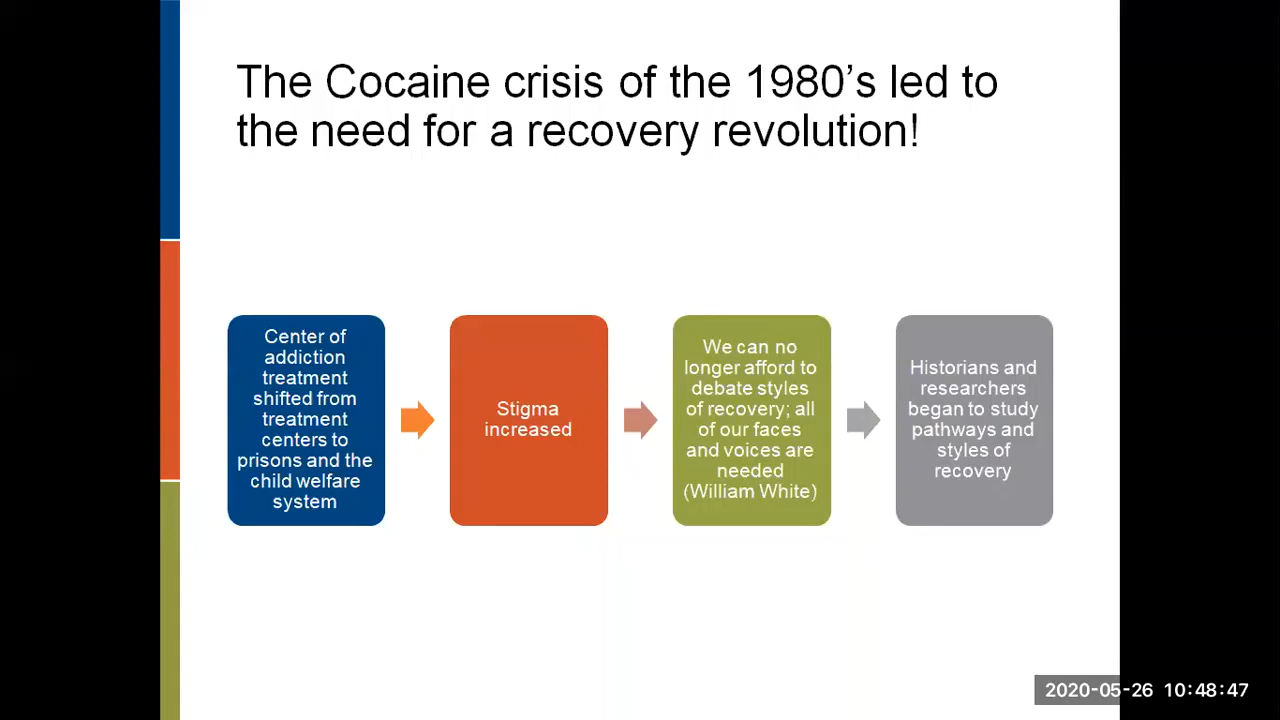 The Cocaine crisis of the 1980’s led to
the need for a recovery revolution!
Center of
addiction
treatment
shifted from
treatment
centers to
prisons and the
child welfare
system
Stigma
increased
We can no
longer afford to
debate styles
of recovery; all
of our faces
and voices are
needed
(William White)
Historians and
researchers
began to study
pathways and
styles of
recovery
2020-05-26 10:48:47